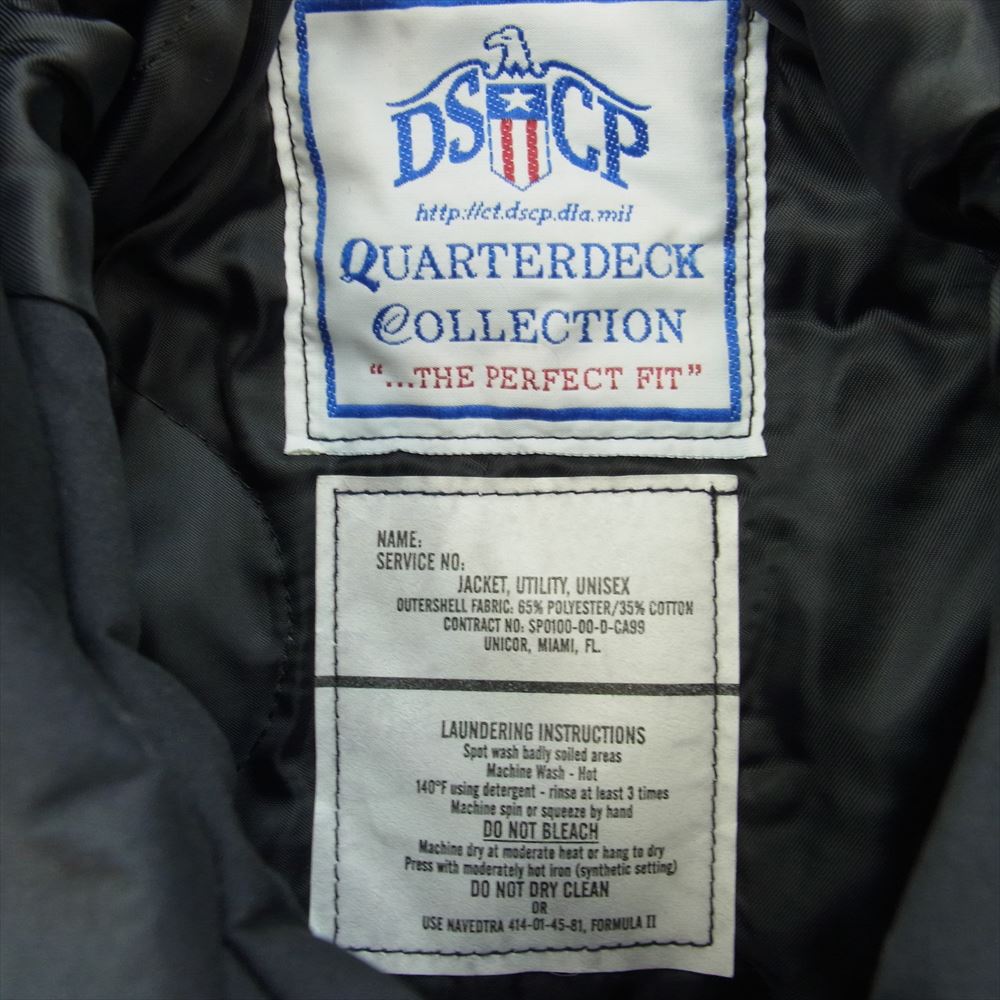 DSCP
http://ct.dscp.dla.mil
QUARTERDECK
COLLECTION
"...THE PERFECT FIT"
NAME:
SERVICE NO:
JACKET, UTILITY, UNISEX
OUTERSHELL FABRIC: 65% POLYESTER/35% COTTON
CONTRACT NO: SP0100-00-D-CA99
UNICOR, MIAMI, FL.
LAUNDERING INSTRUCTIONS
Spot wash badly soiled areas
Machine Wash - Hot
140°F using detergent - rinse at least 3 times
Machine spin or squeeze by hand
DO NOT BLEACH
Machine dry at moderate heat or hang to dry
Press with moderately hot iron (synthetic setting)
DO NOT DRY CLEAN
OR
USE NAVEDTRA 414-01-45-81, FORMULA II